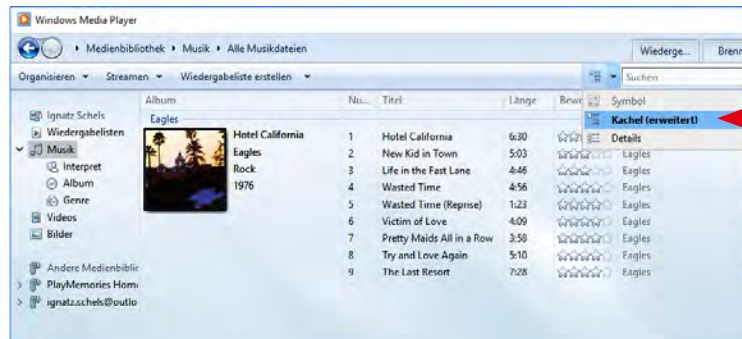 Windows Media Player
Medienbibliothek Musik Alle Musikdateien
Wiederge... Brenn
Organisieren Streamen Wiedergabeliste erstellen Suchen
Album Nu... Titel Länge Bewe
Symbol
Kachel (erweitert)
Details
Ignatz Schels
Wiedergabelisten
Musik
Interpret
Album
Genre
Videos
Bilder
Andere Medienbiblic
PlayMemories Hom
ignatz.schels@outlo
Eagles
Hotel California
Eagles
Rock
1976
1 Hotel California 6:30
2 New Kid in Town 5:03 Eagles
3 Life in the Fast Lane 4:46 Eagles
4 Wasted Time 4:56 Eagles
5 Wasted Time (Reprise) 1:23 Eagles
6 Victim of Love 4:09 Eagles
7 Pretty Maids All in a Row 3:58 Eagles
8 Try and Love Again 5:10 Eagles
9 The Last Resort 7:28 Eagles